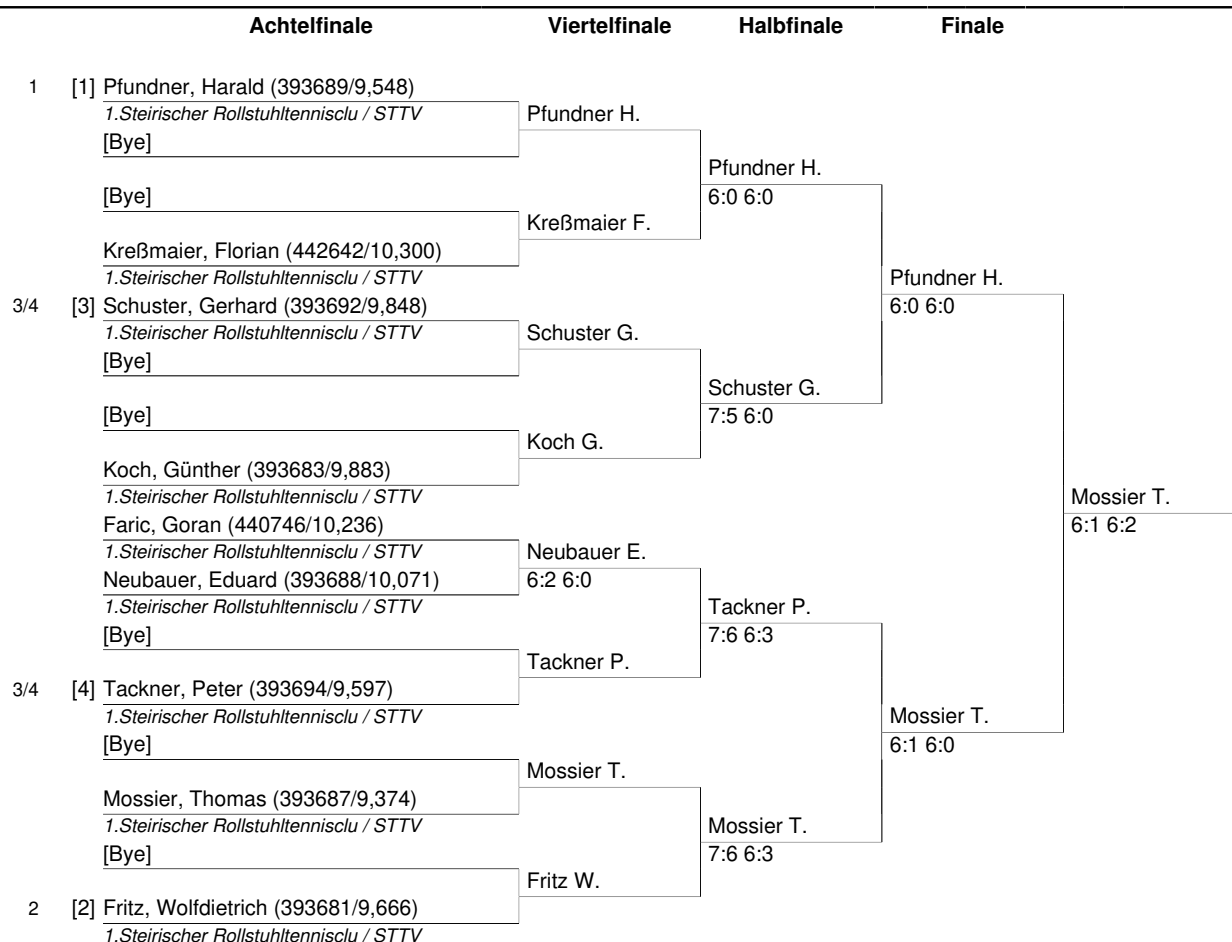 Achtelfinale Viertelfinale Halbfinale Finale
1 [1] Pfundner, Harald (393689/9,548)
1.Steirischer Rollstuhltennisclu / STTV Pfundner H.
[Bye]
Pfundner H.
[Bye] 6:0 6:0
Kreßmaier F.
Kreßmaier, Florian (442642/10,300)
1.Steirischer Rollstuhltennisclu / STTV Pfundner H.
3/4 [3] Schuster, Gerhard (393692/9,848) 6:0 6:0
1.Steirischer Rollstuhltennisclu / STTV Schuster G.
[Bye]
Schuster G.
[Bye] 7:5 6:0
Koch G.
Koch, Günther (393683/9,883)
1.Steirischer Rollstuhltennisclu / STTV Mossier T.
Faric, Goran (440746/10,236) 6:1 6:2
1.Steirischer Rollstuhltennisclu / STTV Neubauer E.
Neubauer, Eduard (393688/10,071) 6:2 6:0
1.Steirischer Rollstuhltennisclu / STTV Tackner P.
[Bye] 7:6 6:3
Tackner P.
3/4 [4] Tackner, Peter (393694/9,597)
1.Steirischer Rollstuhltennisclu / STTV Mossier T.
[Bye] 6:1 6:0
Mossier T.
Mossier, Thomas (393687/9,374)
1.Steirischer Rollstuhltennisclu / STTV Mossier T.
[Bye] 7:6 6:3
Fritz W.
2 [2] Fritz, Wolfdietrich (393681/9,666)
1.Steirischer Rollstuhltennisclu / STTV